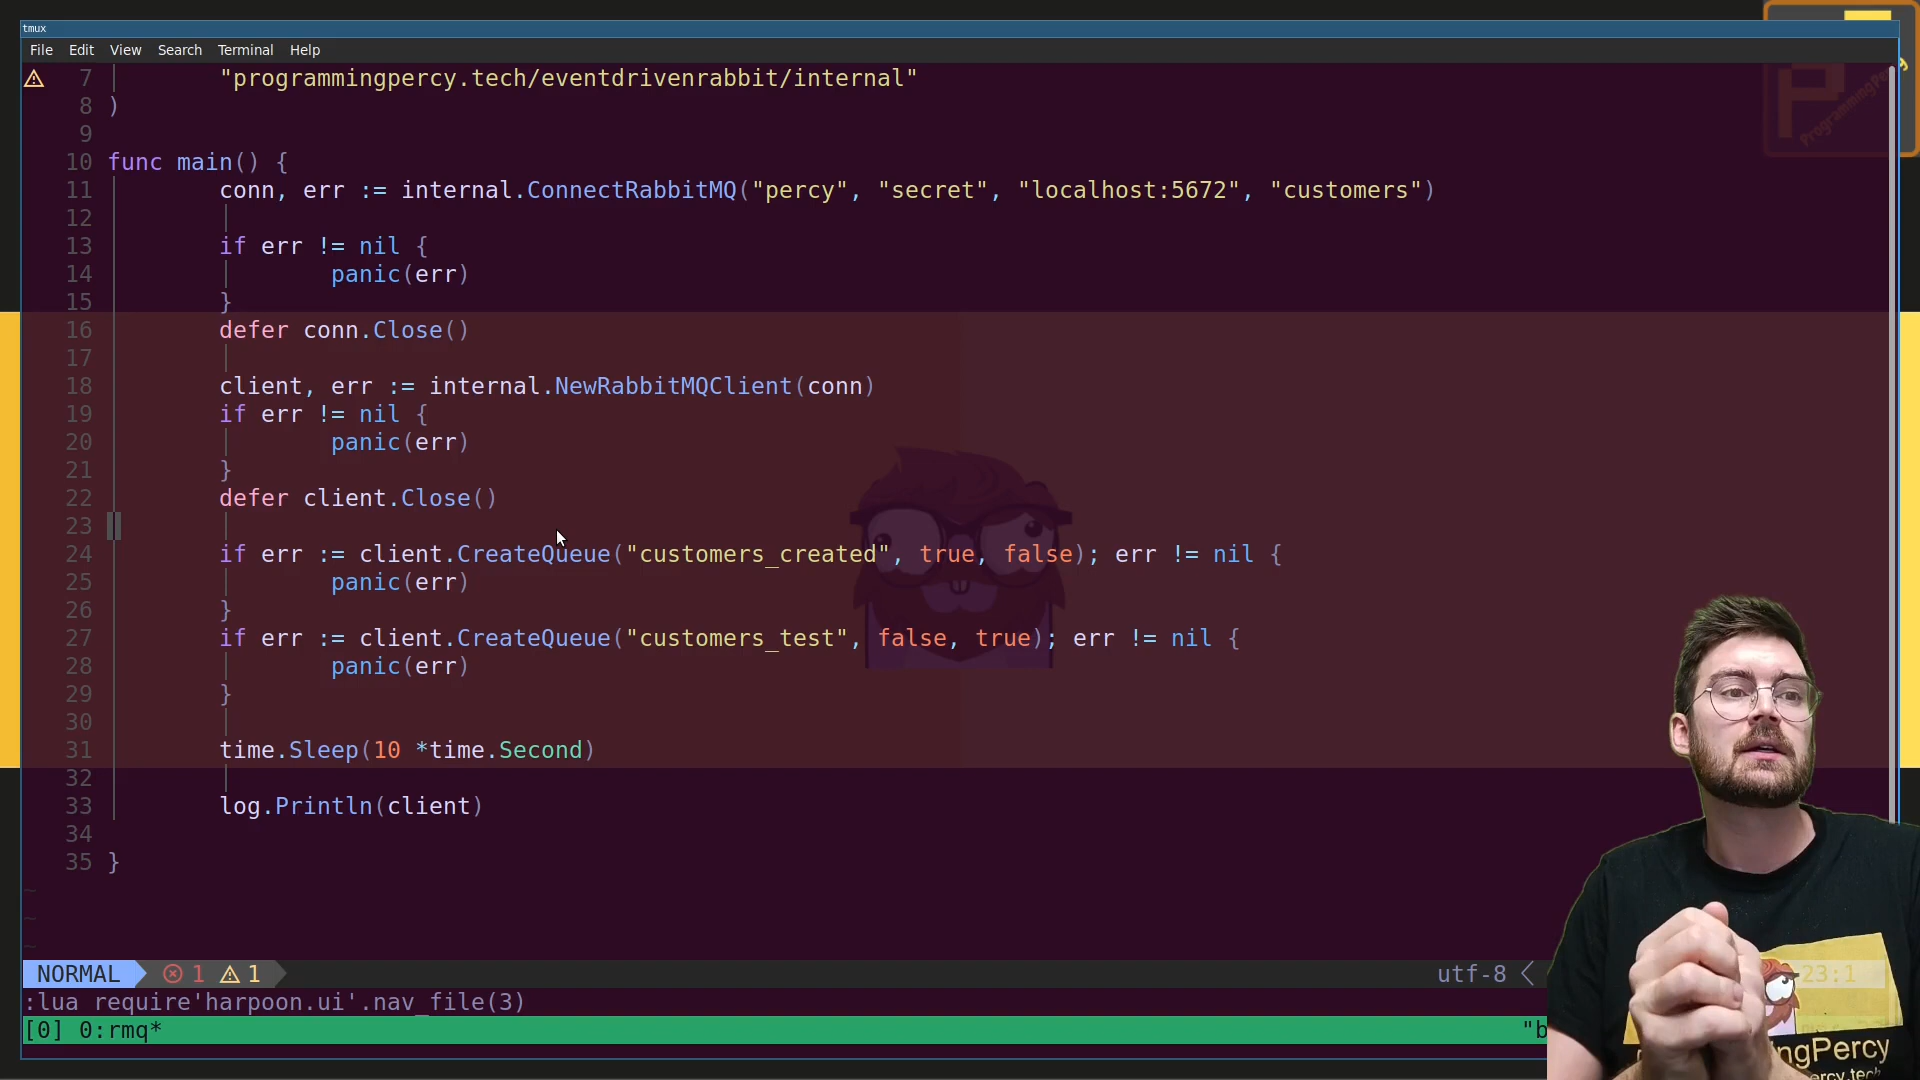 tmux
File Edit View Search Terminal Help
7 "programmingpercy.tech/eventdrivenrabbit/internal"
8 )
9
10 func main() {
11 conn, err := internal.ConnectRabbitMQ("percy", "secret", "localhost:5672", "customers")
12
13 if err != nil {
14 panic(err)
15 }
16 defer conn.Close()
17
18 client, err := internal.NewRabbitMQClient(conn)
19 if err != nil {
20 panic(err)
21 }
22 defer client.Close()
23
24 if err := client.CreateQueue("customers_created", true, false); err != nil {
25 panic(err)
26 }
27 if err := client.CreateQueue("customers_test", false, true); err != nil {
28 panic(err)
29 }
30
31 time.Sleep(10 *time.Second)
32
33 log.Println(client)
34
35 }
~
~
~
NORMAL 1 1 utf-8 23:1
:lua require'harpoon.ui'.nav_file(3)
[0] 0:rmq* "b
P
ProgrammingPercy
ngPercy